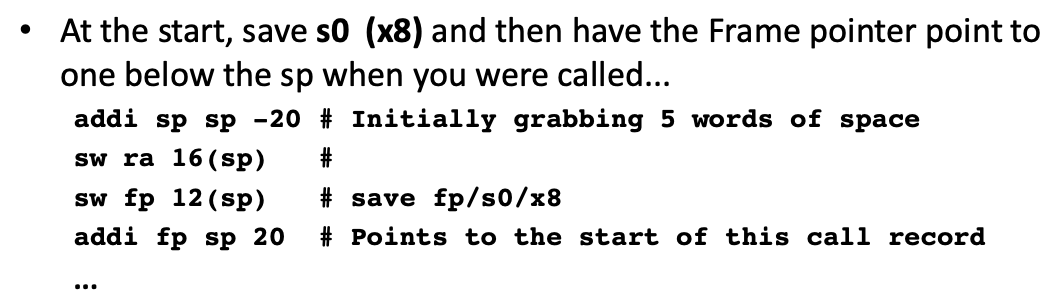 • At the start, save s0 (x8) and then have the Frame pointer point to
one below the sp when you were called...
addi sp sp -20 # Initially grabbing 5 words of space
sw ra 16(sp) #
sw fp 12(sp) # save fp/s0/x8
addi fp sp 20 # Points to the start of this call record
...